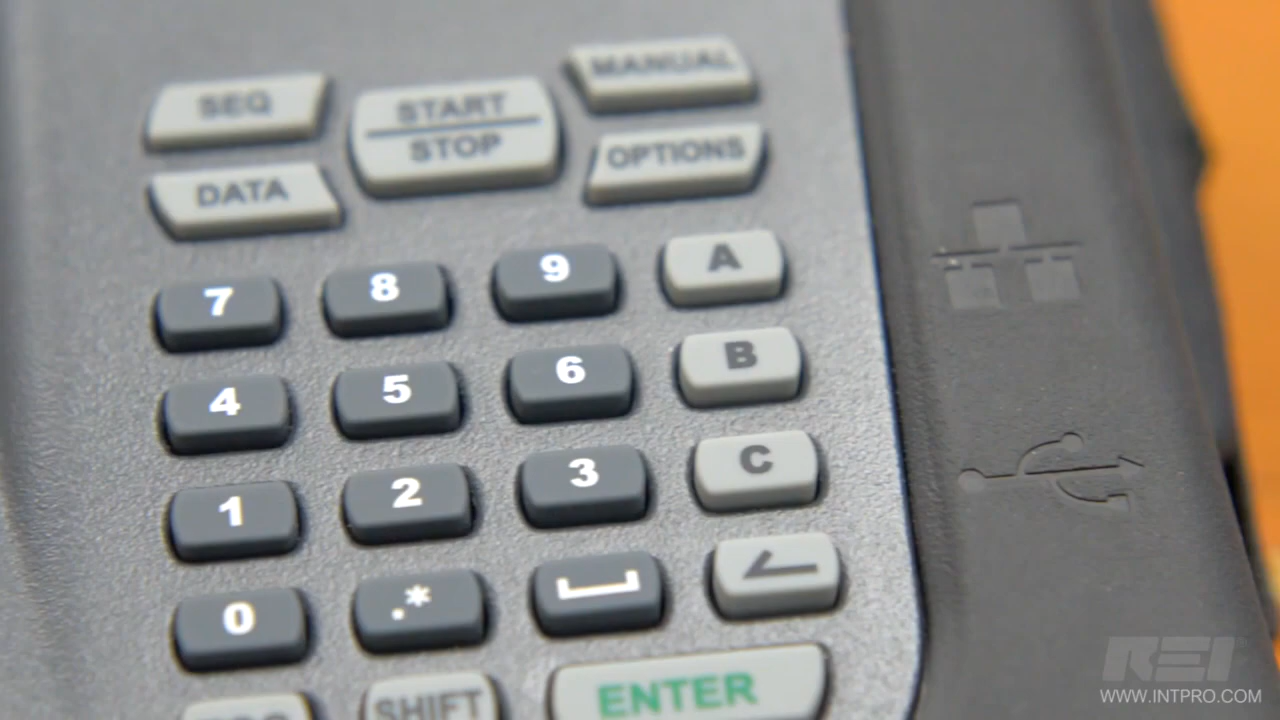 SEQ
START
STOP
MANUAL
OPTIONS
DATA
7 8 9 A
4 5 6 B
1 2 3 C
0 .*
SHIFT ENTER
REI
WWW.INTPRO.COM